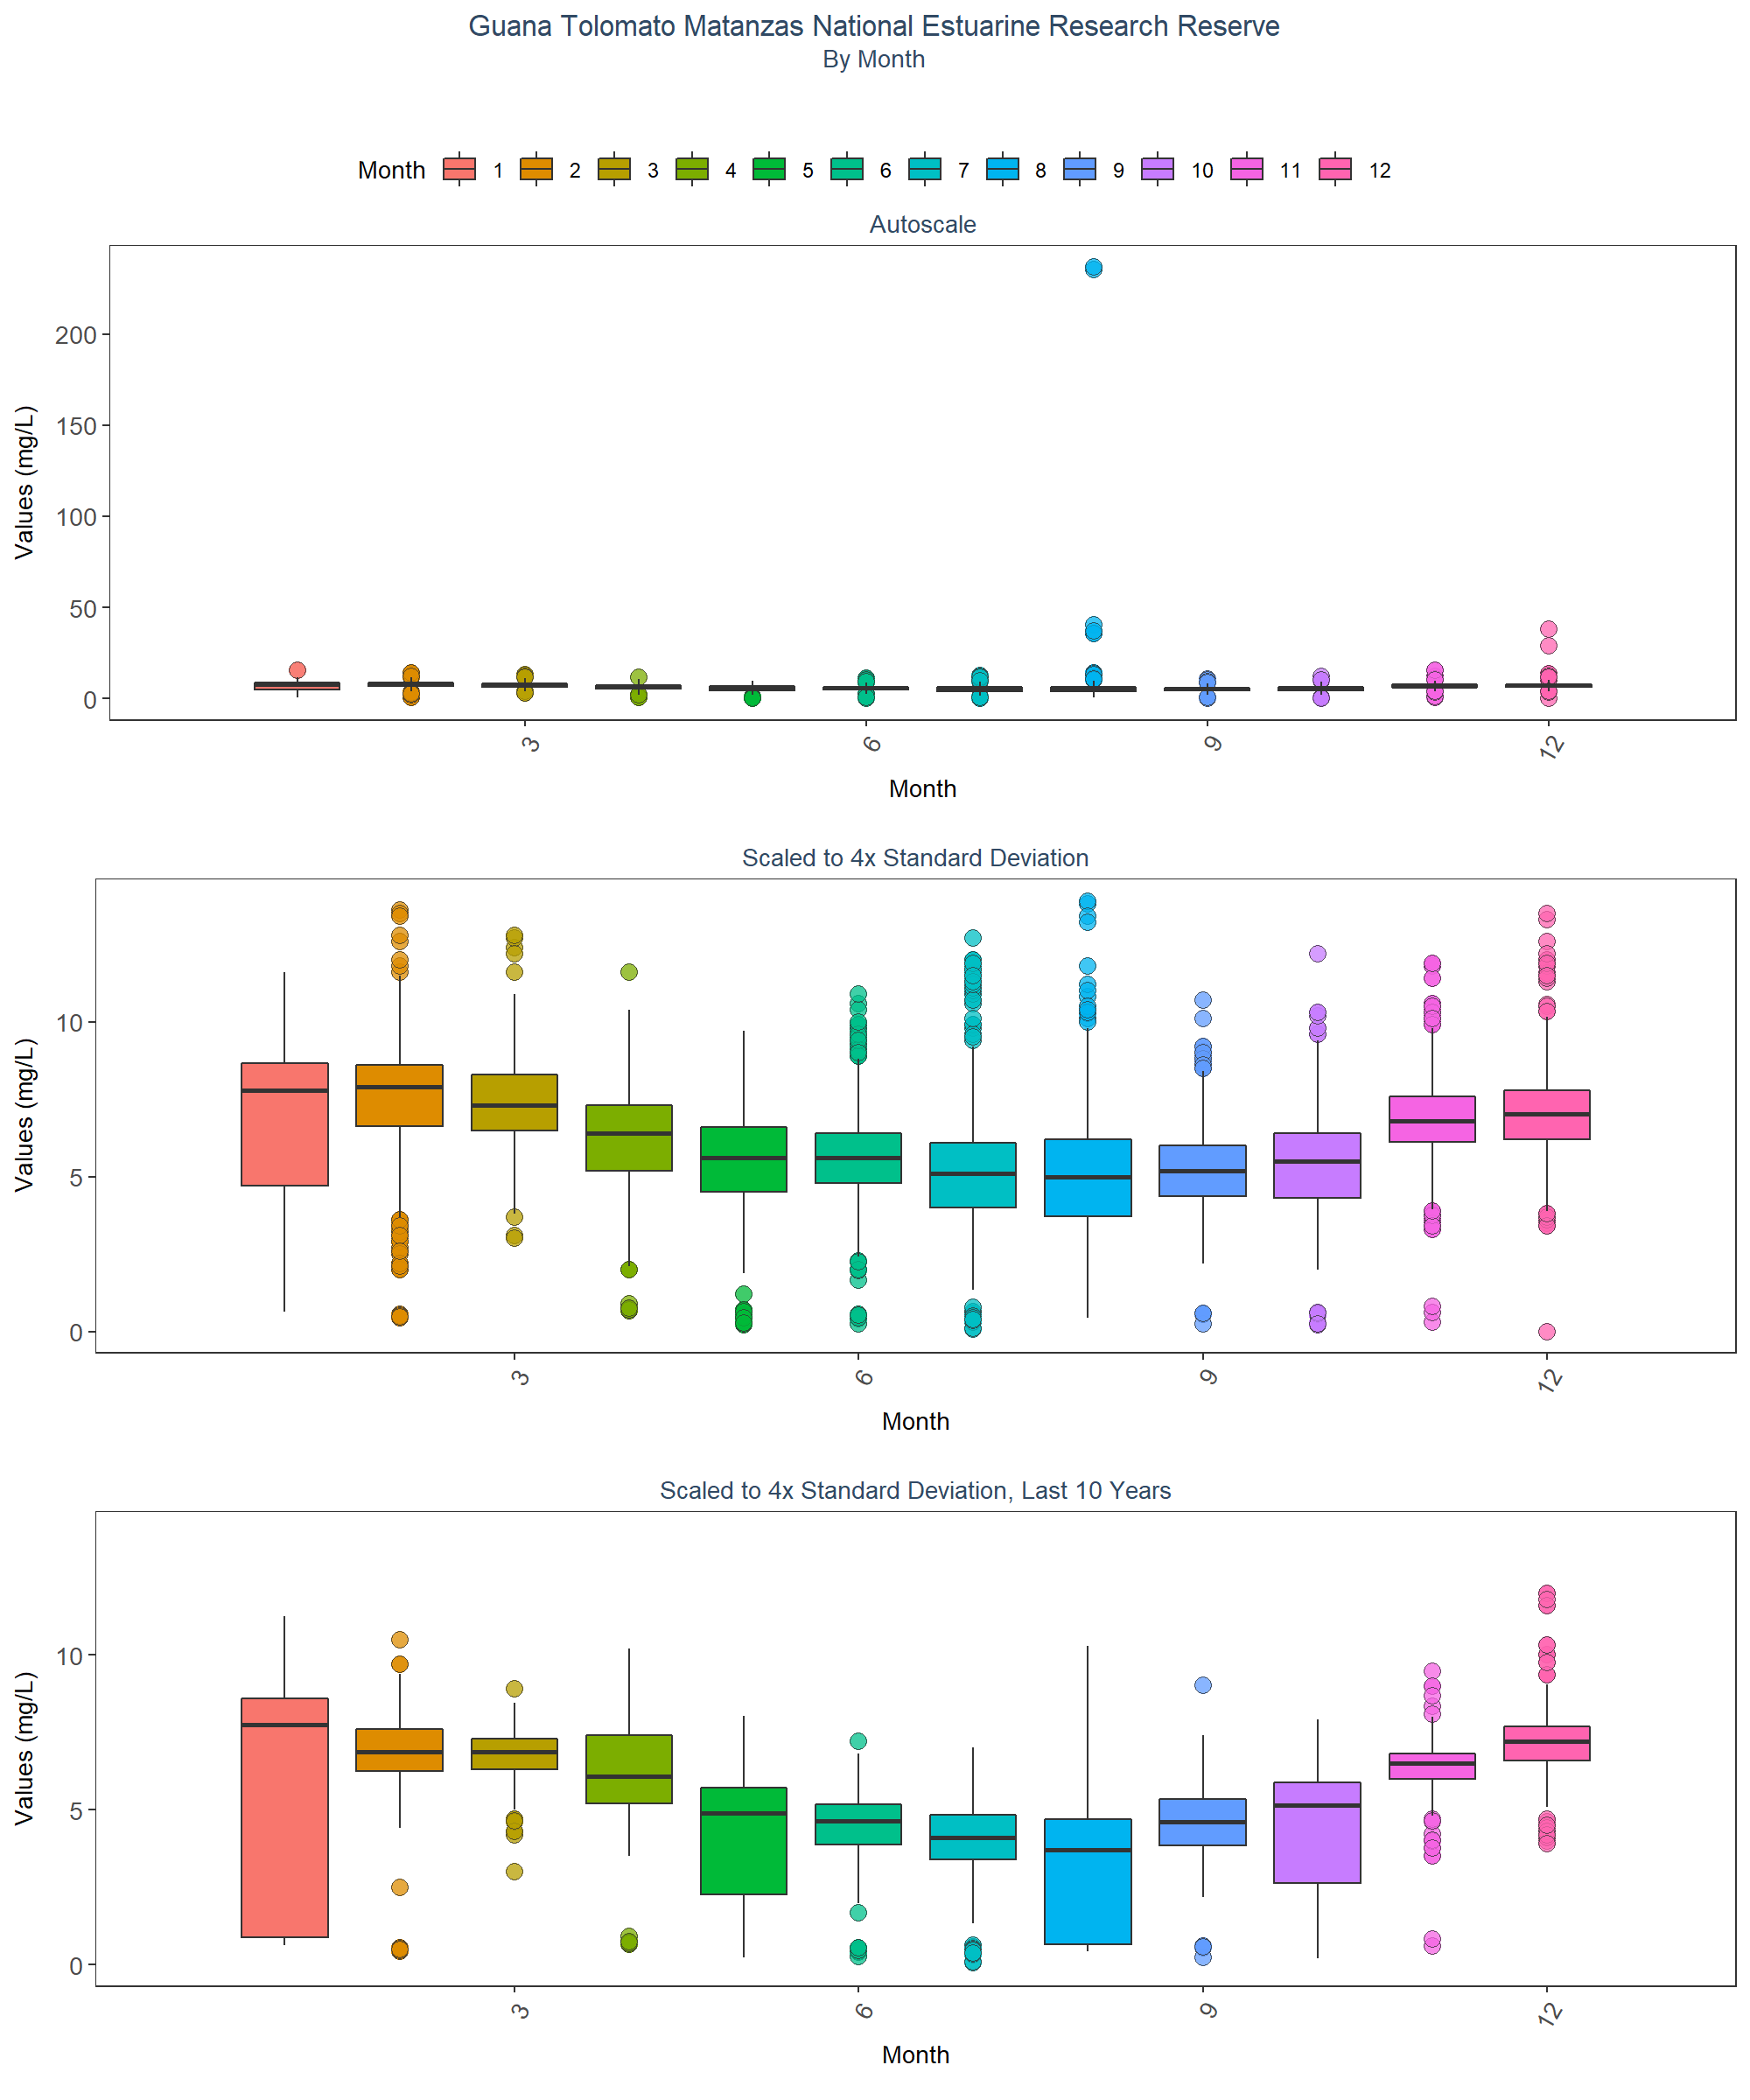 Guana Tolomato Matanzas National Estuarine Research Reserve
By Month
Month 1 2 3 4 5 6 7 8 9 10 11 12
Autoscale
Values (mg/L)
200
150
100
50
0
3 6 9 12
Month
Scaled to 4x Standard Deviation
Values (mg/L)
10
5
0
3 6 9 12
Month
Scaled to 4x Standard Deviation, Last 10 Years
Values (mg/L)
10
5
0
3 6 9 12
Month